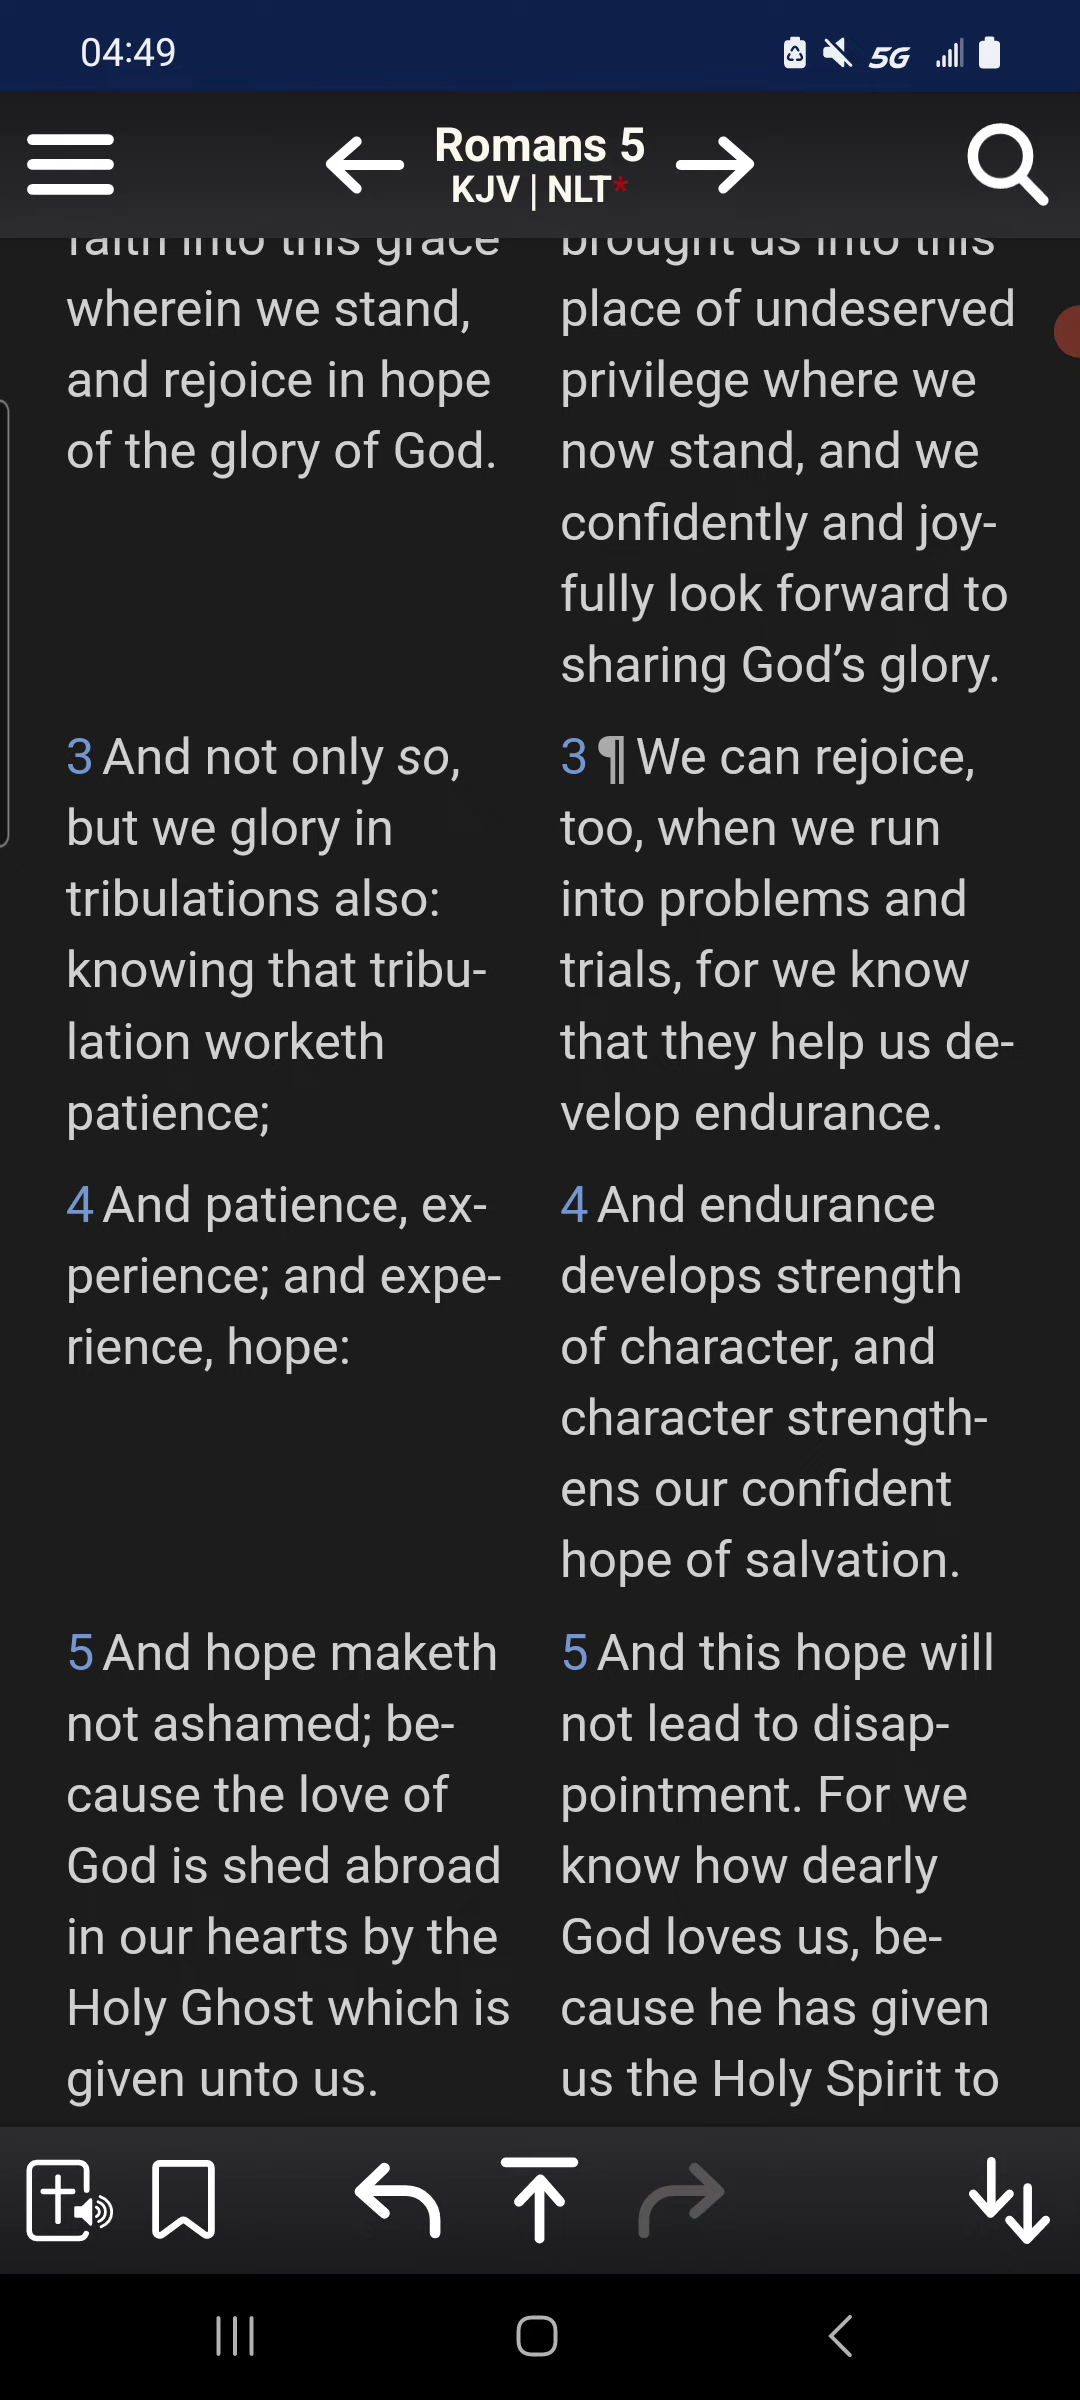 04:49
5G
Romans 5
KJV | NLT*
faith into this grace
wherein we stand,
and rejoice in hope
of the glory of God.
3 And not only so,
but we glory in
tribulations also:
knowing that tribu-
lation worketh
patience;
4 And patience, ex-
perience; and expe-
rience, hope:
5 And hope maketh
not ashamed; be-
cause the love of
God is shed abroad
in our hearts by the
Holy Ghost which is
given unto us.
brought us into this
place of undeserved
privilege where we
now stand, and we
confidently and joy-
fully look forward to
sharing God’s glory.
3 ¶ We can rejoice,
too, when we run
into problems and
trials, for we know
that they help us de-
velop endurance.
4 And endurance
develops strength
of character, and
character strength-
ens our confident
hope of salvation.
5 And this hope will
not lead to disap-
pointment. For we
know how dearly
God loves us, be-
cause he has given
us the Holy Spirit to